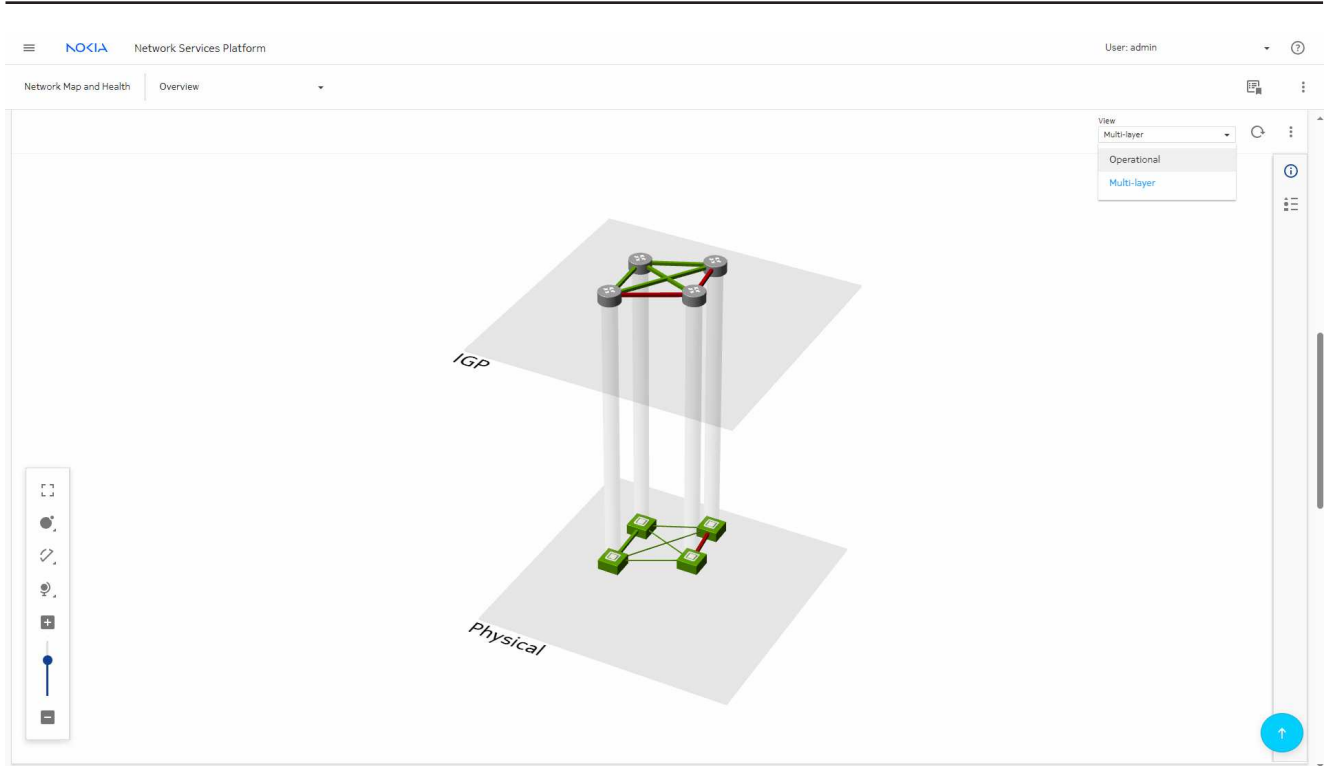 NOKIA Network Services Platform User: admin
Network Map and Health Overview
View
Multi-layer
Operational
Multi-layer
IGP
Physical